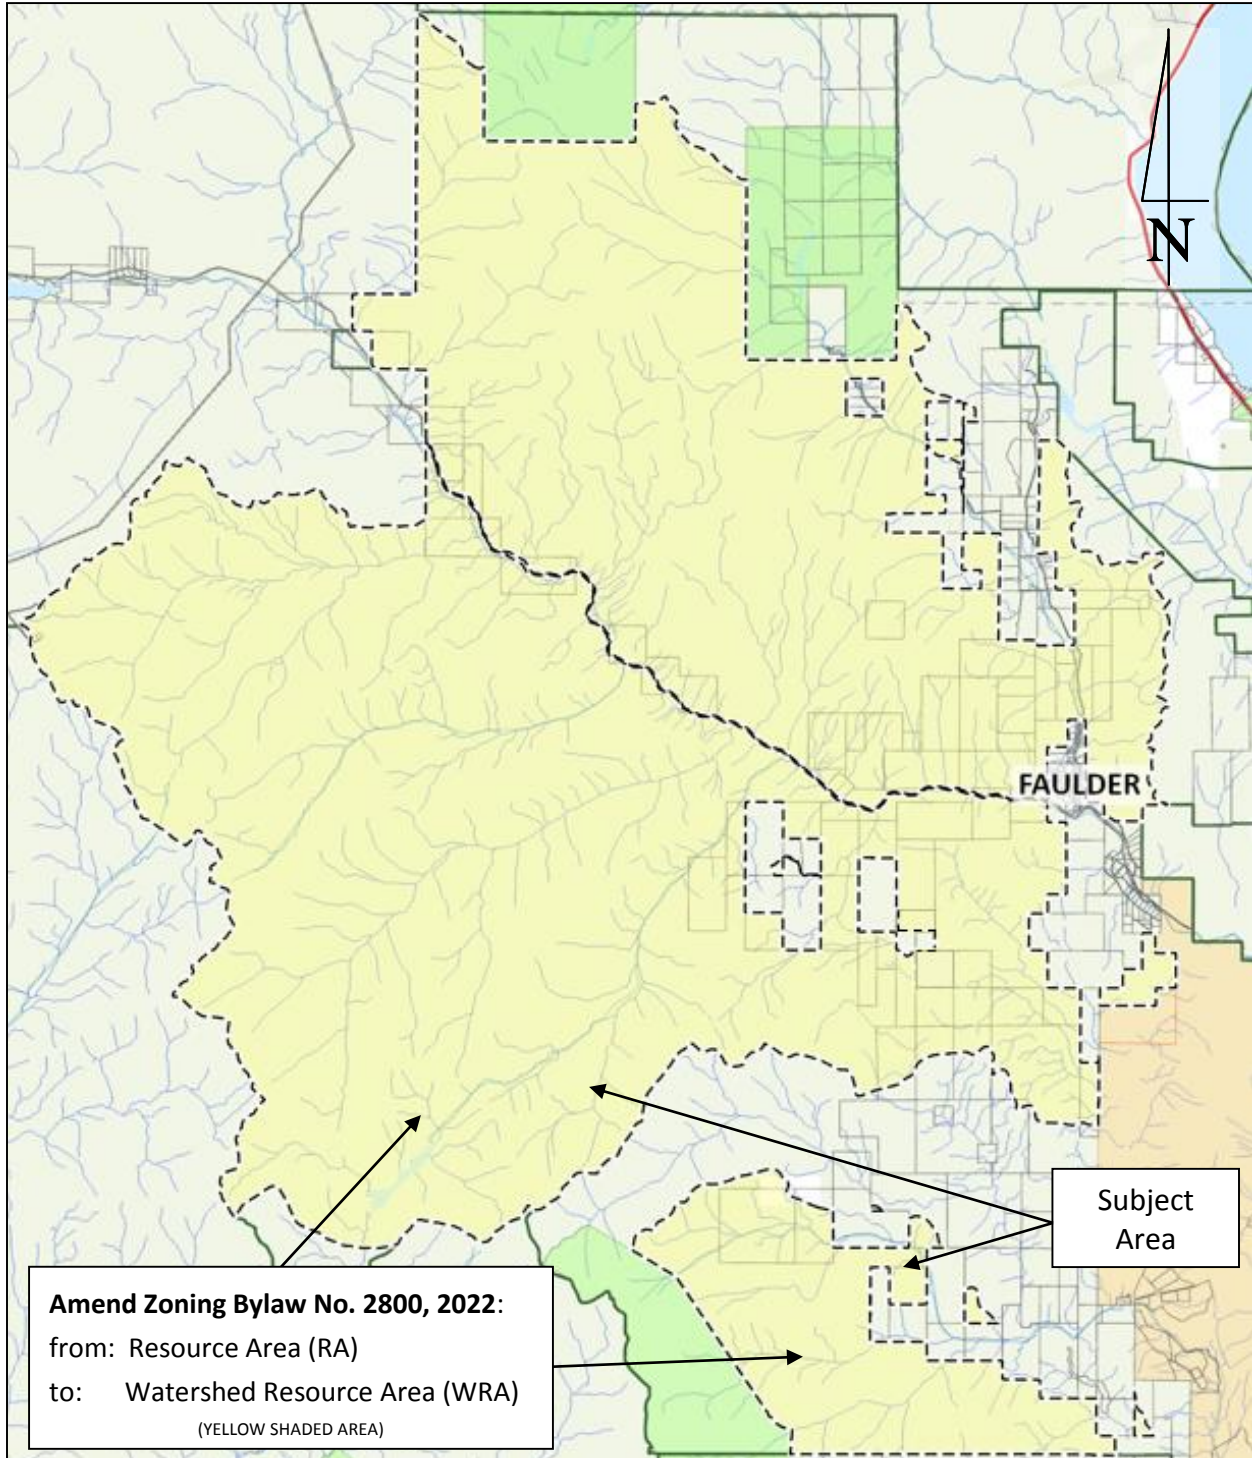 N
FAULDER
Subject
Area
Amend Zoning Bylaw No. 2800, 2022:
from: Resource Area (RA)
to: Watershed Resource Area (WRA)
(YELLOW SHADED AREA)